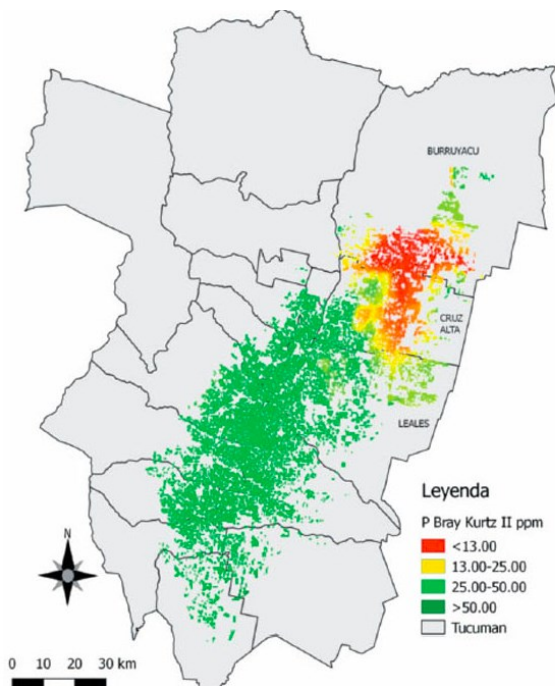 BURRUYACU
CRUZ
ALTA
LEALES
Leyenda
P Bray Kurtz II ppm
<13.00
13.00-25.00
25.00-50.00
>50.00
Tucuman
N
0 10 20 30 km